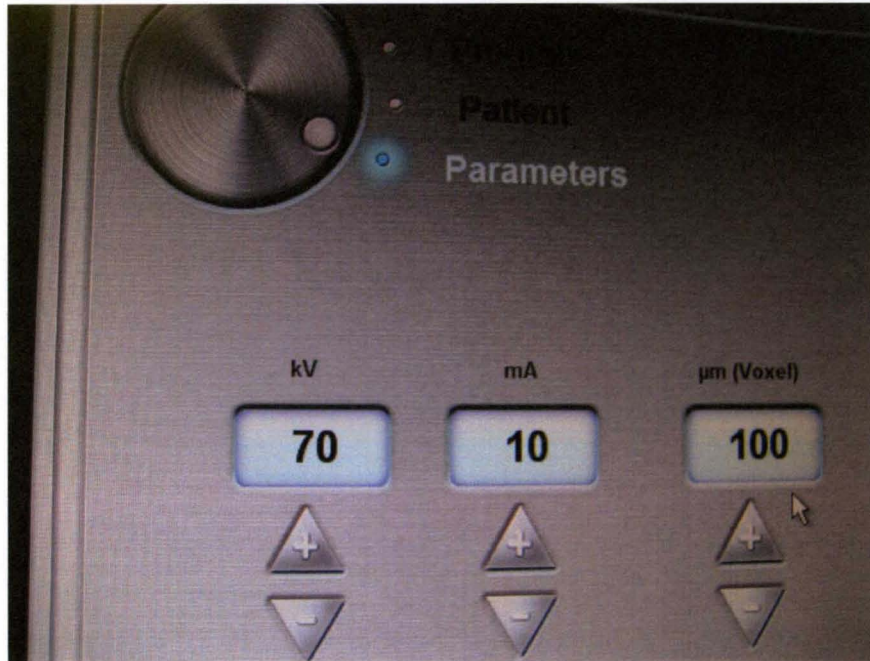 Patient
Parameters
kV mA µm (Voxel)
70 10 100
+ + +
- - -